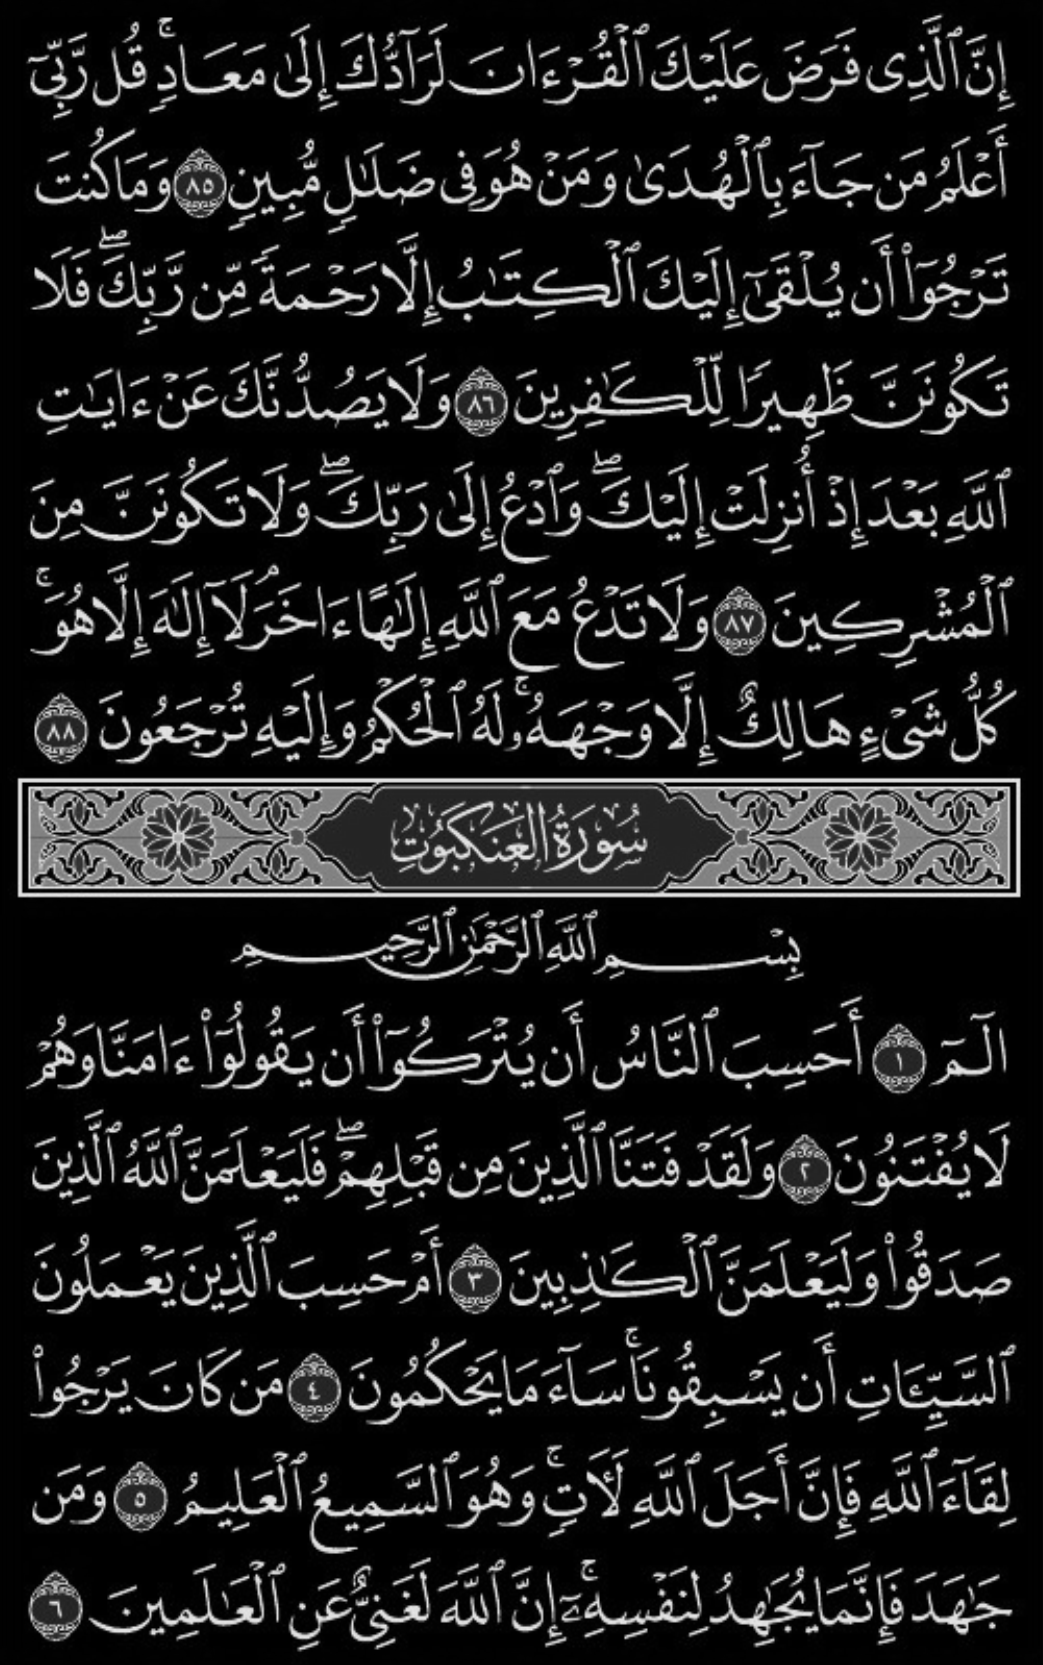 إِنَّ ٱلَّذِى فَرَضَ عَلَيْكَ ٱلْقُرْءَانَ لَرَآدُّكَ إِلَىٰ مَعَادٍۚ قُل رَّبِّىٓ
أَعْلَمُ مَن جَآءَ بِٱلْهُدَىٰ وَمَنْ هُوَ فِى ضَلَٰلٍ مُّبِينٍ ٨٥ وَمَا كُنتَ
تَرْجُوٓا۟ أَن يُلْقَىٰٓ إِلَيْكَ ٱلْكِتَٰبُ إِلَّا رَحْمَةً مِّن رَّبِّكَۖ فَلَا
تَكُونَنَّ ظَهِيرًا لِّلْكَٰفِرِينَ ٨٦ وَلَا يَصُدُّنَّكَ عَنْ ءَايَٰتِ
ٱللَّهِ بَعْدَ إِذْ أُنزِلَتْ إِلَيْكَۖ وَٱدْعُ إِلَىٰ رَبِّكَۖ وَلَا تَكُونَنَّ مِنَ
ٱلْمُشْرِكِينَ ٨٧ وَلَا تَدْعُ مَعَ ٱللَّهِ إِلَٰهًا ءَاخَرَۘ لَآ إِلَٰهَ إِلَّا هُوَۚ
كُلُّ شَىْءٍ هَالِكٌ إِلَّا وَجْهَهُۥۚ لَهُ ٱلْحُكْمُ وَإِلَيْهِ تُرْجَعُونَ ٨٨
سُورَةُ العَنكَبُوتِ
بِسْمِ ٱللَّهِ ٱلرَّحْمَٰنِ ٱلرَّحِيمِ
الٓمٓ ١ أَحَسِبَ ٱلنَّاسُ أَن يُتْرَكُوٓا۟ أَن يَقُولُوٓا۟ ءَامَنَّا وَهُمْ
لَا يُفْتَنُونَ ٢ وَلَقَدْ فَتَنَّا ٱلَّذِينَ مِن قَبْلِهِمْۖ فَلَيَعْلَمَنَّ ٱللَّهُ ٱلَّذِينَ
صَدَقُوا۟ وَلَيَعْلَمَنَّ ٱلْكَٰذِبِينَ ٣ أَمْ حَسِبَ ٱلَّذِينَ يَعْمَلُونَ
ٱلسَّيِّـَٔاتِ أَن يَسْبِقُونَاۚ سَآءَ مَا يَحْكُمُونَ ٤ مَن كَانَ يَرْجُوا۟
لِقَآءَ ٱللَّهِ فَإِنَّ أَجَلَ ٱللَّهِ لَـَٔاتٍۚ وَهُوَ ٱلسَّمِيعُ ٱلْعَلِيمُ ٥ وَمَن
جَٰهَدَ فَإِنَّمَا يُجَٰهِدُ لِنَفْسِهِۦٓۚ إِنَّ ٱللَّهَ لَغَنِىٌّ عَنِ ٱلْعَٰلَمِينَ ٦